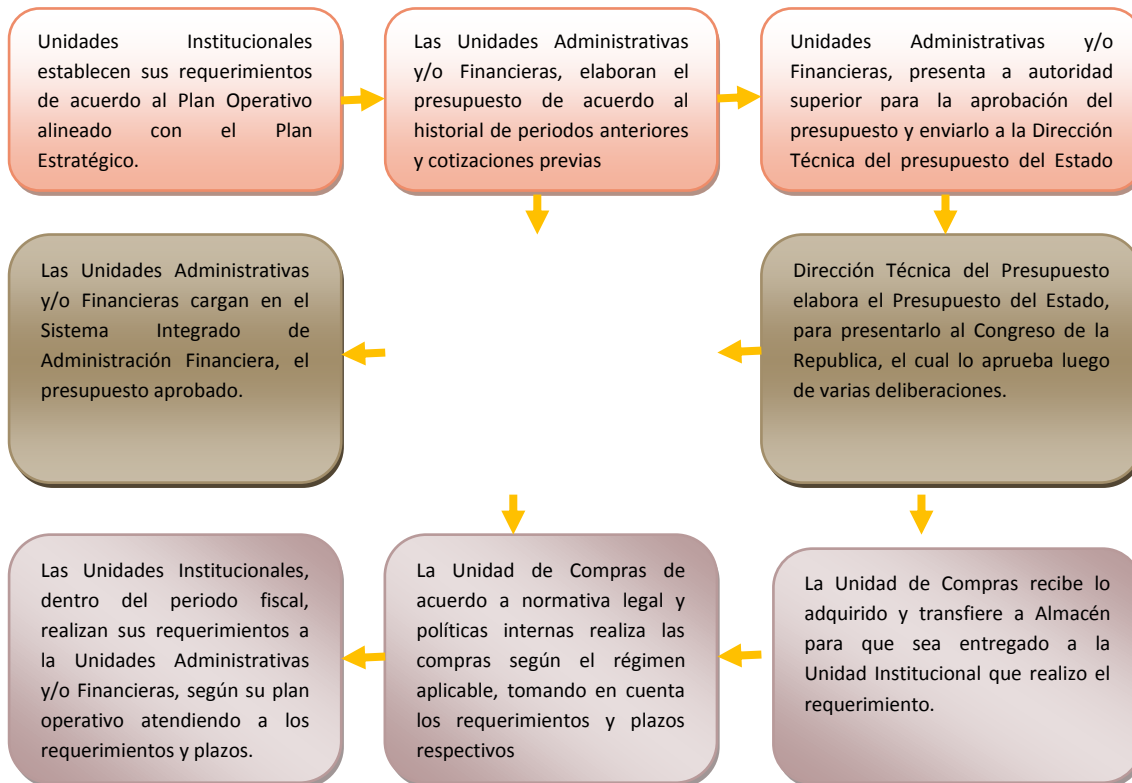 Unidades Institucionales
establecen sus requerimientos
de acuerdo al Plan Operativo
alineado con el Plan
Estratégico.
Las Unidades Administrativas
y/o Financieras, elaboran el
presupuesto de acuerdo al
historial de periodos anteriores
y cotizaciones previas
Unidades Administrativas y/o
Financieras, presenta a autoridad
superior para la aprobación del
presupuesto y enviarlo a la Dirección
Técnica del presupuesto del Estado
Las Unidades Administrativas
y/o Financieras cargan en el
Sistema Integrado de
Administración Financiera, el
presupuesto aprobado.
Dirección Técnica del Presupuesto
elabora el Presupuesto del Estado,
para presentarlo al Congreso de la
Republica, el cual lo aprueba luego
de varias deliberaciones.
Las Unidades Institucionales,
dentro del periodo fiscal,
realizan sus requerimientos a
la Unidades Administrativas
y/o Financieras, según su plan
operativo atendiendo a los
requerimientos y plazos.
La Unidad de Compras de
acuerdo a normativa legal y
políticas internas realiza las
compras según el régimen
aplicable, tomando en cuenta
los requerimientos y plazos
respectivos
La Unidad de Compras recibe lo
adquirido y transfiere a Almacén
para que sea entregado a la
Unidad Institucional que realizo el
requerimiento.